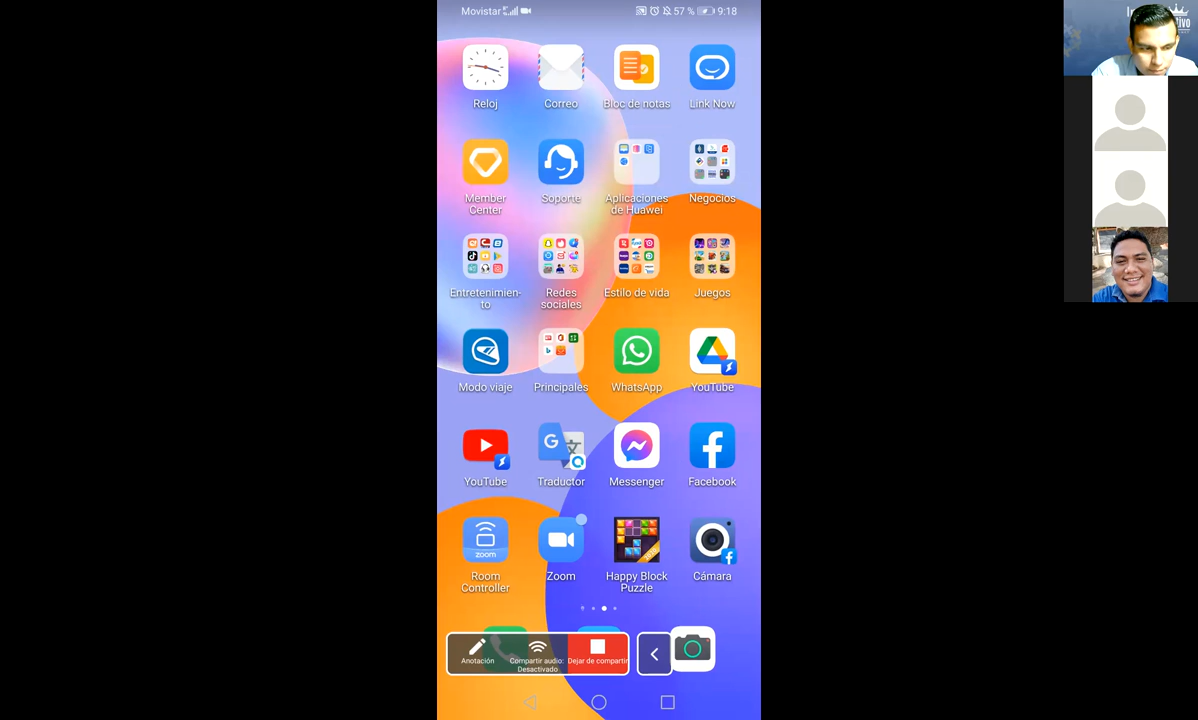 Movistar 57 % 9:18
Reloj Correo Bloc de notas Link Now
Member Center Soporte Aplicaciones de Huawei Negocios
Entretenimien-
to Redes sociales Estilo de vida Juegos
Modo viaje Principales WhatsApp YouTube
YouTube Traductor Messenger Facebook
zoom
Room Controller Zoom Happy Block Puzzle Cámara
Anotación Compartir audio: Desactivado Dejar de compartir